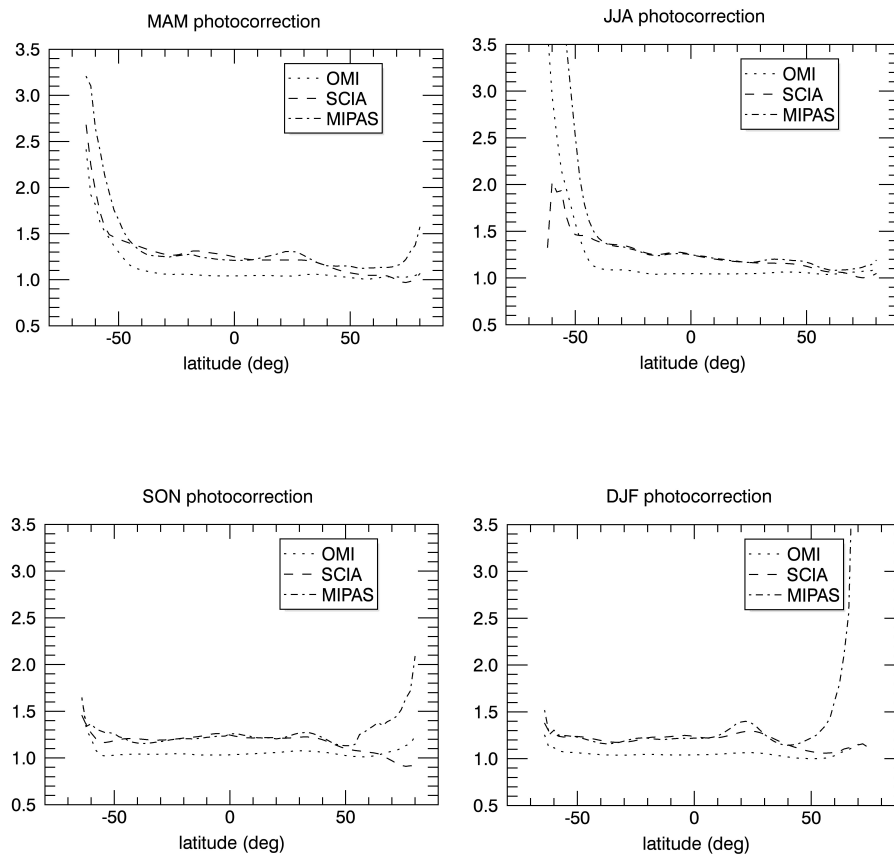 MAM photocorrection
3.5
3.0
2.5
2.0
1.5
1.0
0.5
OMI
SCIA
MIPAS
-50
0
50
latitude (deg)
JJA photocorrection
3.5
3.0
2.5
2.0
1.5
1.0
0.5
OMI
SCIA
MIPAS
-50
0
50
latitude (deg)
SON photocorrection
3.5
3.0
2.5
2.0
1.5
1.0
0.5
OMI
SCIA
MIPAS
-50
0
50
latitude (deg)
DJF photocorrection
3.5
3.0
2.5
2.0
1.5
1.0
0.5
OMI
SCIA
MIPAS
-50
0
50
latitude (deg)